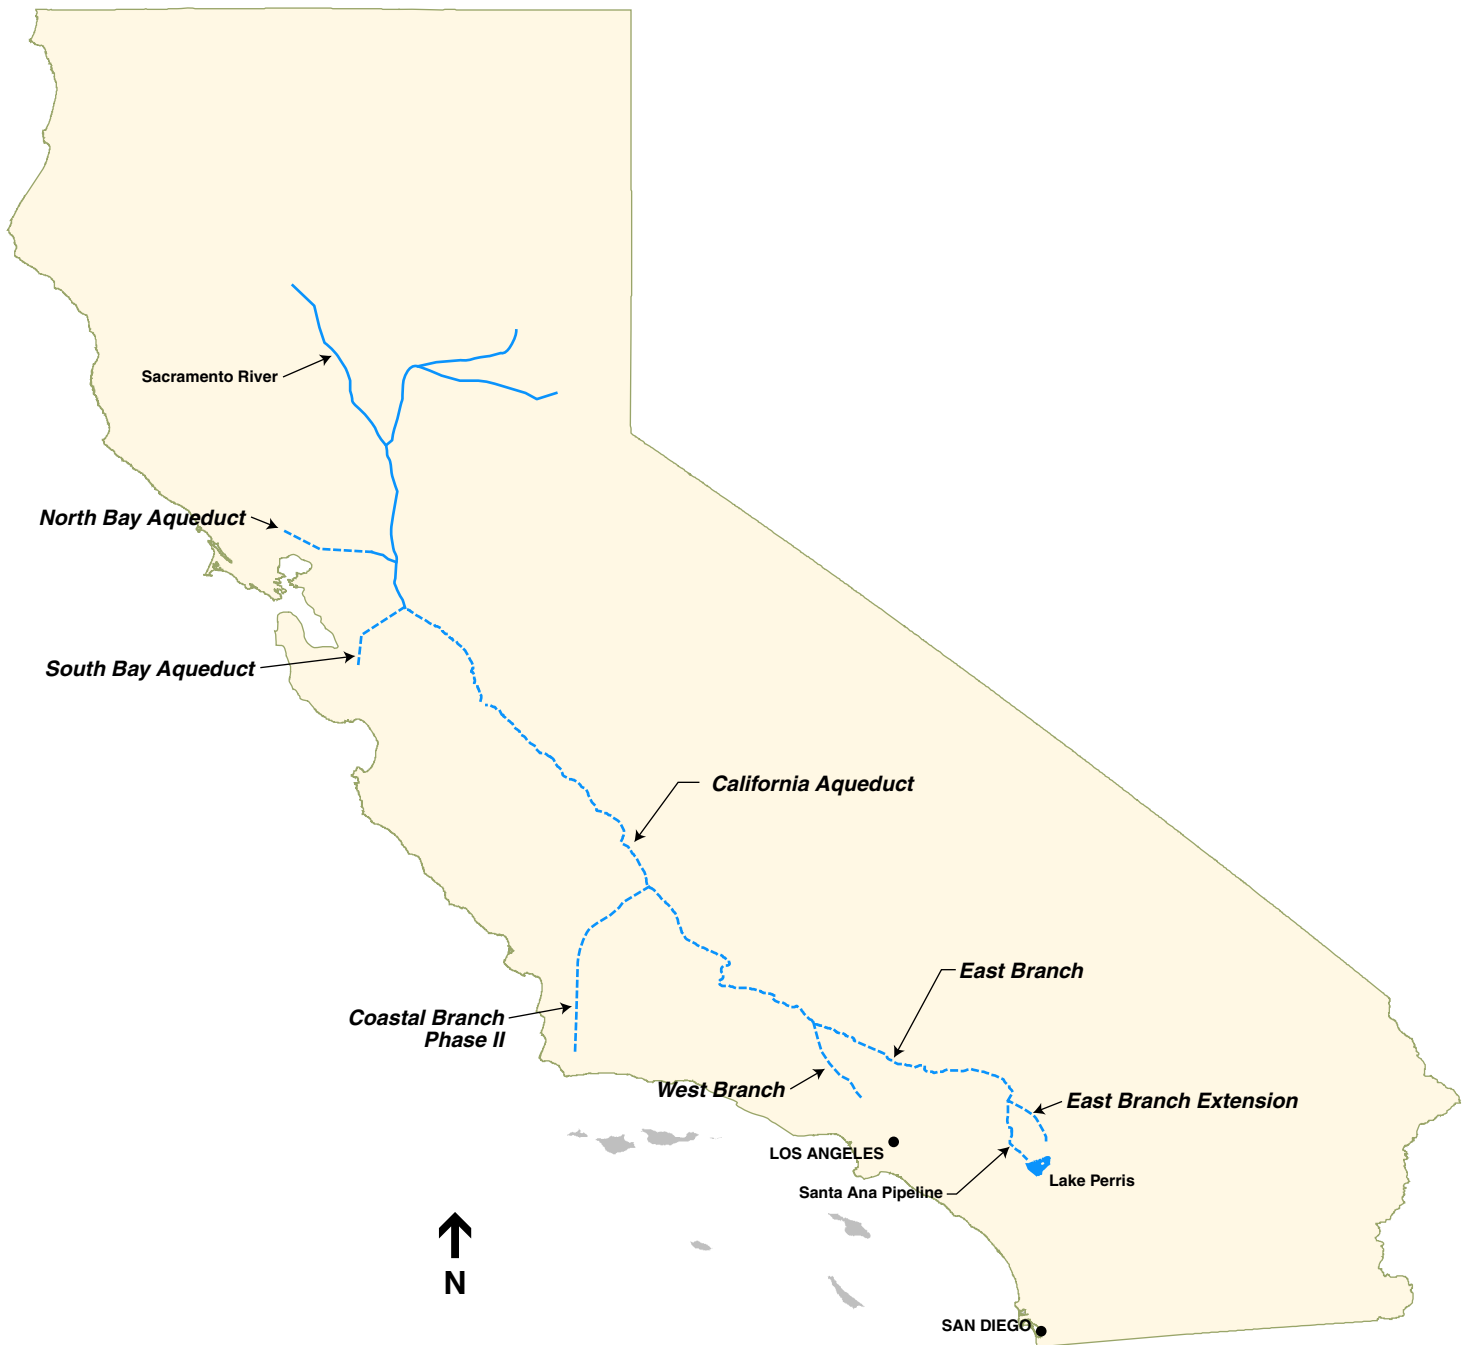 Sacramento River
North Bay Aqueduct
South Bay Aqueduct
California Aqueduct
East Branch
Coastal Branch
Phase II
West Branch
East Branch Extension
LOS ANGELES
Lake Perris
Santa Ana Pipeline
N
SAN DIEGO